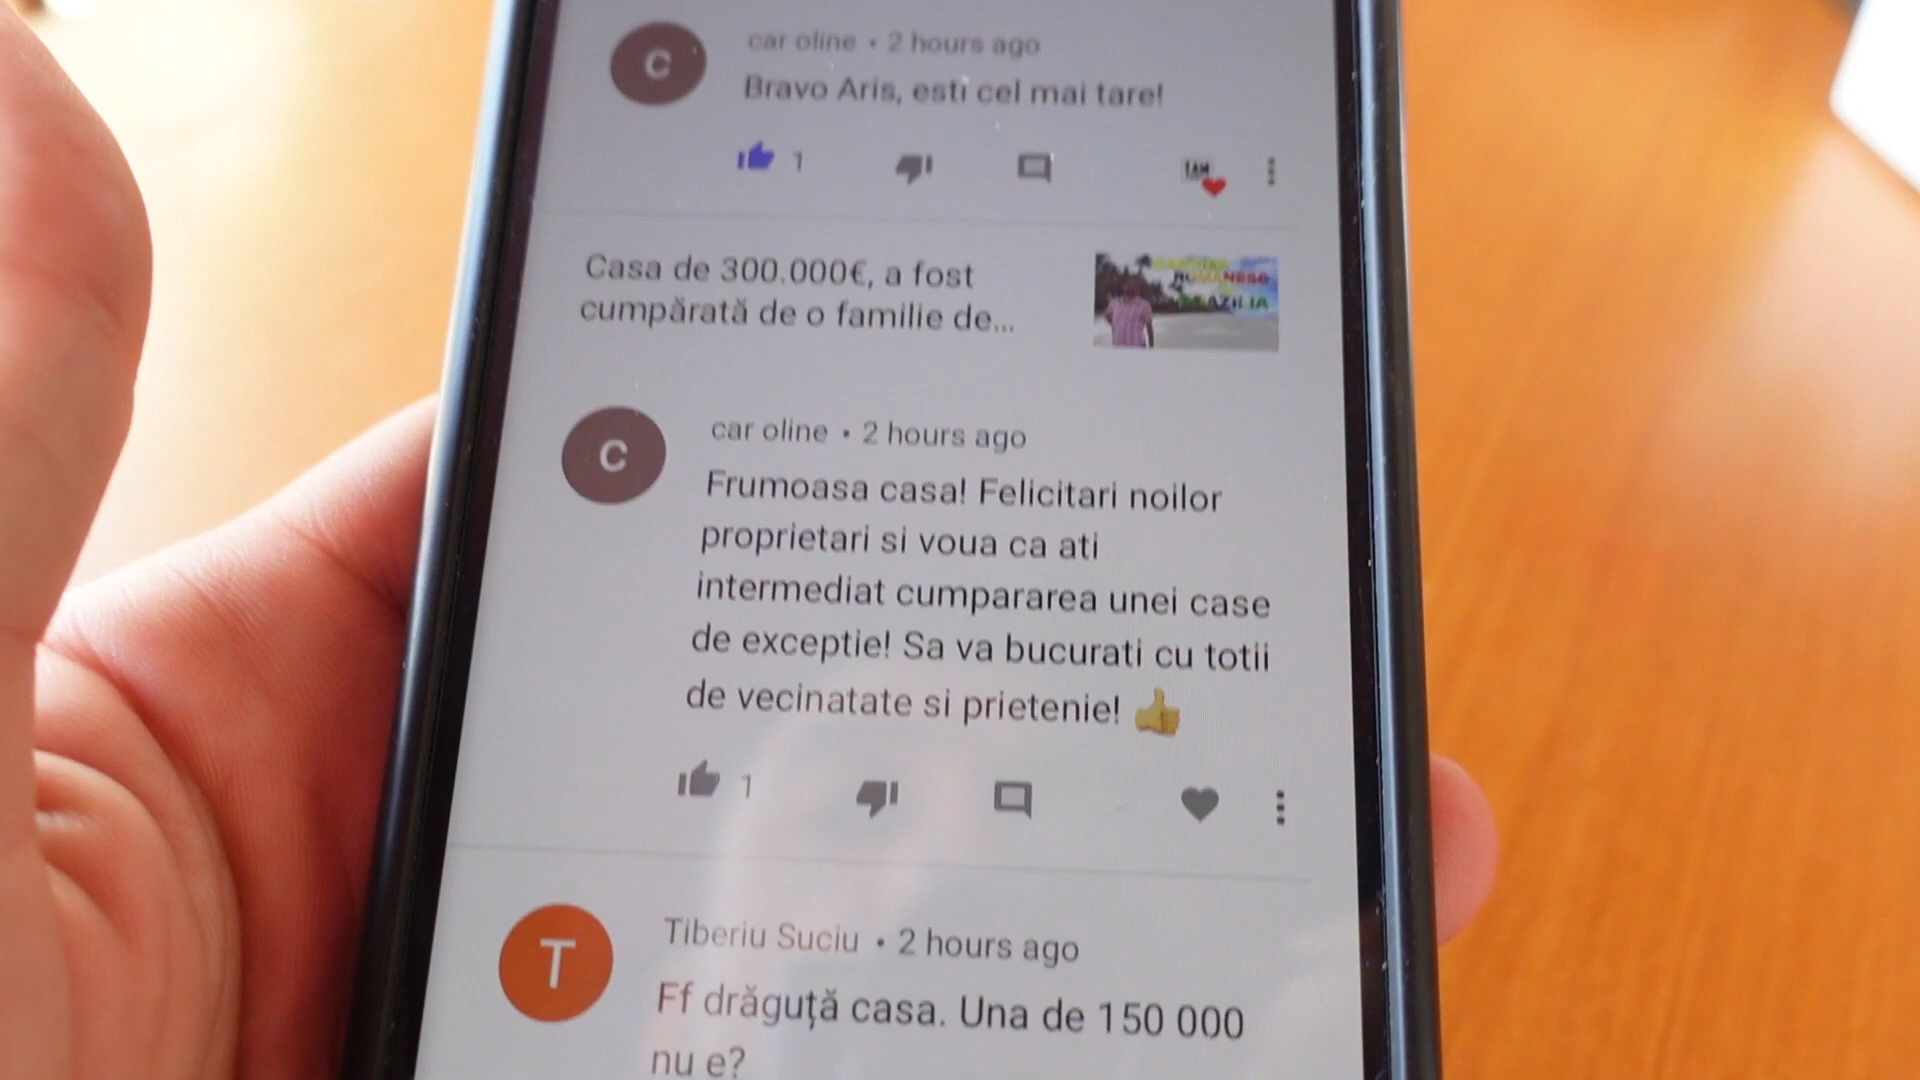 car oline • 2 hours ago
Bravo Aris, esti cel mai tare!
1
Casa de 300.000€, a fost
cumpărată de o familie de...
BRAZILIA
C
car oline • 2 hours ago
Frumoasa casa! Felicitari noilor
proprietari si voua ca ati
intermediat cumpararea unei case
de exceptie! Sa va bucurati cu totii
de vecinatate si prietenie! 👍
1
T
Tiberiu Suciu • 2 hours ago
Ff drăguță casa. Una de 150 000
nu e?